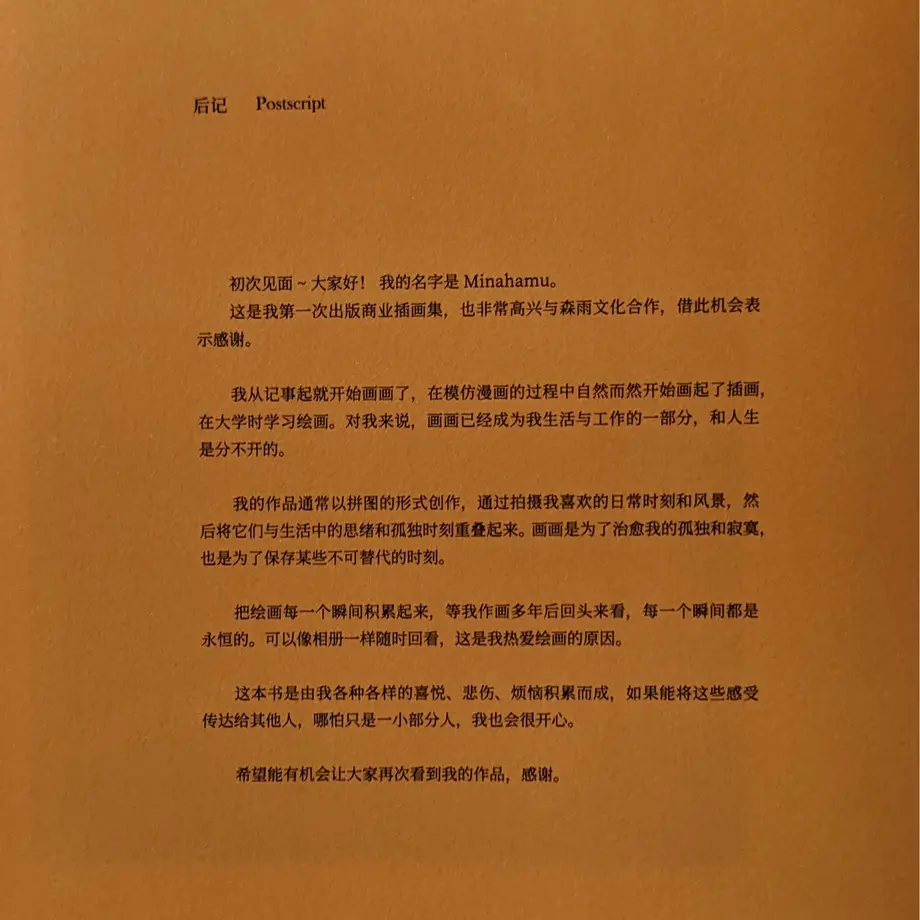 后记 Postscript
初次见面~大家好！ 我的名字是 Minahamu。
这是我第一次出版商业插画集，也非常高兴与森雨文化合作，借此机会表
示感谢。
我从记事起就开始画画了，在模仿漫画的过程中自然而然开始画起了插画，
在大学时学习绘画。对我来说，画画已经成为我生活与工作的一部分，和人生
是分不开的。
我的作品通常以拼图的形式创作，通过拍摄我喜欢的日常时刻和风景，然
后将它们与生活中的思绪和孤独时刻重叠起来。画画是为了治愈我的孤独和寂寞，
也是为了保存某些不可替代的时刻。
把绘画每一个瞬间积累起来，等我作画多年后回头来看，每一个瞬间都是
永恒的。可以像相册一样随时回看，这是我热爱绘画的原因。
这本书是由我各种各样的喜悦、悲伤、烦恼积累而成，如果能将这些感受
传达给其他人，哪怕只是一小部分人，我也会很开心。
希望能有机会让大家再次看到我的作品，感谢。